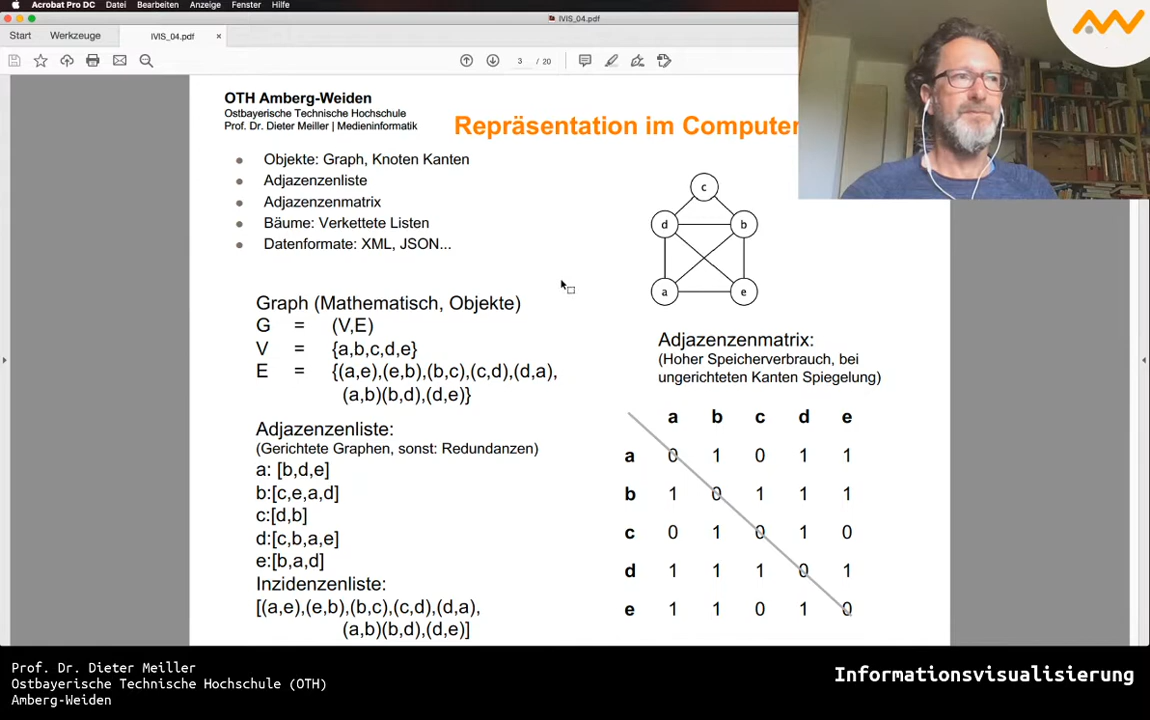 Acrobat Pro DC Datei Bearbeiten Anzeige Fenster Hilfe
IVIS_04.pdf
Start Werkzeuge IVIS_04.pdf ×
3 / 20
OTH Amberg-Weiden
Ostbayerische Technische Hochschule
Prof. Dr. Dieter Meiller | Medieninformatik
Repräsentation im Computer
• Objekte: Graph, Knoten Kanten
• Adjazenzenliste
• Adjazenzenmatrix
• Bäume: Verkettete Listen
• Datenformate: XML, JSON...
c
d b
a e
Graph (Mathematisch, Objekte)
G = (V,E)
V = {a,b,c,d,e}
E = {(a,e),(e,b),(b,c),(c,d),(d,a),
(a,b)(b,d),(d,e)}
Adjazenzenliste:
(Gerichtete Graphen, sonst: Redundanzen)
a: [b,d,e]
b:[c,e,a,d]
c:[d,b]
d:[c,b,a,e]
e:[b,a,d]
Inzidenzenliste:
[(a,e),(e,b),(b,c),(c,d),(d,a),
(a,b)(b,d),(d,e)]
Adjazenzenmatrix:
(Hoher Speicherverbrauch, bei
ungerichteten Kanten Spiegelung)
a b c d e
a 0 1 0 1 1
b 1 0 1 1 1
c 0 1 0 1 0
d 1 1 1 0 1
e 1 1 0 1 0
Prof. Dr. Dieter Meiller
Ostbayerische Technische Hochschule (OTH)
Amberg-Weiden
Informationsvisualisierung